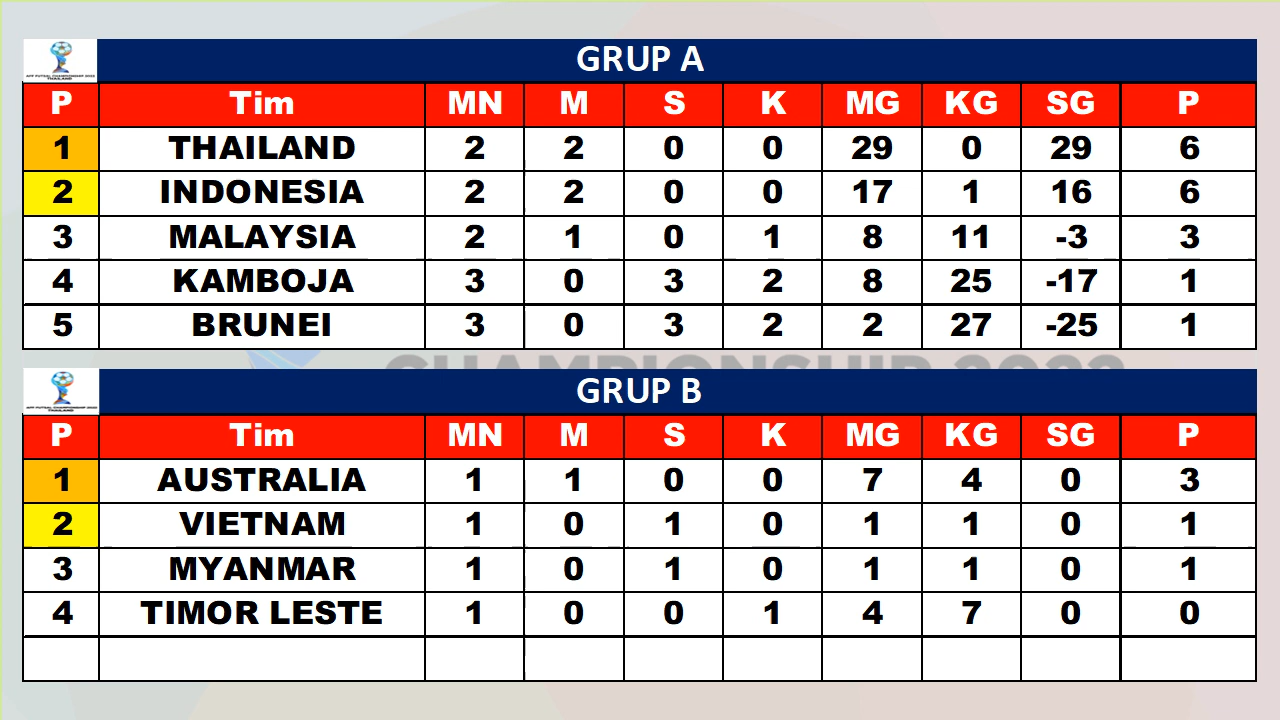 GRUP A
P Tim MN M S K MG KG SG P
1 THAILAND 2 2 0 0 29 0 29 6
2 INDONESIA 2 2 0 0 17 1 16 6
3 MALAYSIA 2 1 0 1 8 11 -3 3
4 KAMBOJA 3 0 3 2 8 25 -17 1
5 BRUNEI 3 0 3 2 2 27 -25 1
CHAMPIONSHIP 2022
GRUP B
P Tim MN M S K MG KG SG P
1 AUSTRALIA 1 1 0 0 7 4 0 3
2 VIETNAM 1 0 1 0 1 1 0 1
3 MYANMAR 1 0 1 0 1 1 0 1
4 TIMOR LESTE 1 0 0 1 4 7 0 0